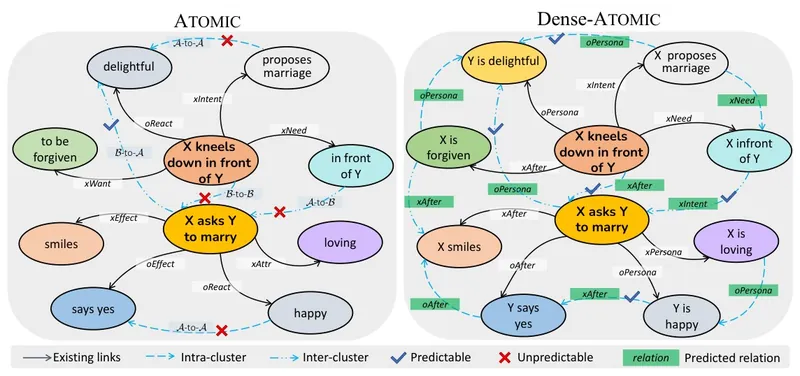 ATOMIC
A-to-A
delightful
proposes
marriage
xIntent
oReact
to be
forgiven
B-to-A
X kneels
down in front
of Y
xNeed
in front
of Y
xWant
B-to-B
A-to-B
xEffect
X asks Y
to marry
smiles
loving
oEffect
xAttr
oReact
says yes
happy
A-to-A
Dense-ATOMIC
oPersona
Y is delightful
X proposes
marriage
xIntent
oPersona
oPersona
xNeed
X is
forgiven
X kneels
down in front
of Y
xNeed
X infront
of Y
xAfter
xAfter
oPersona
xIntent
xAfter
xAfter
X asks Y
to marry
X smiles
X is
loving
xPersona
oAfter
oPersona
oPersona
oAfter
xAfter
Y says
yes
Y is
happy
Existing links
Intra-cluster
Inter-cluster
Predictable
Unpredictable
relation
Predicted relation